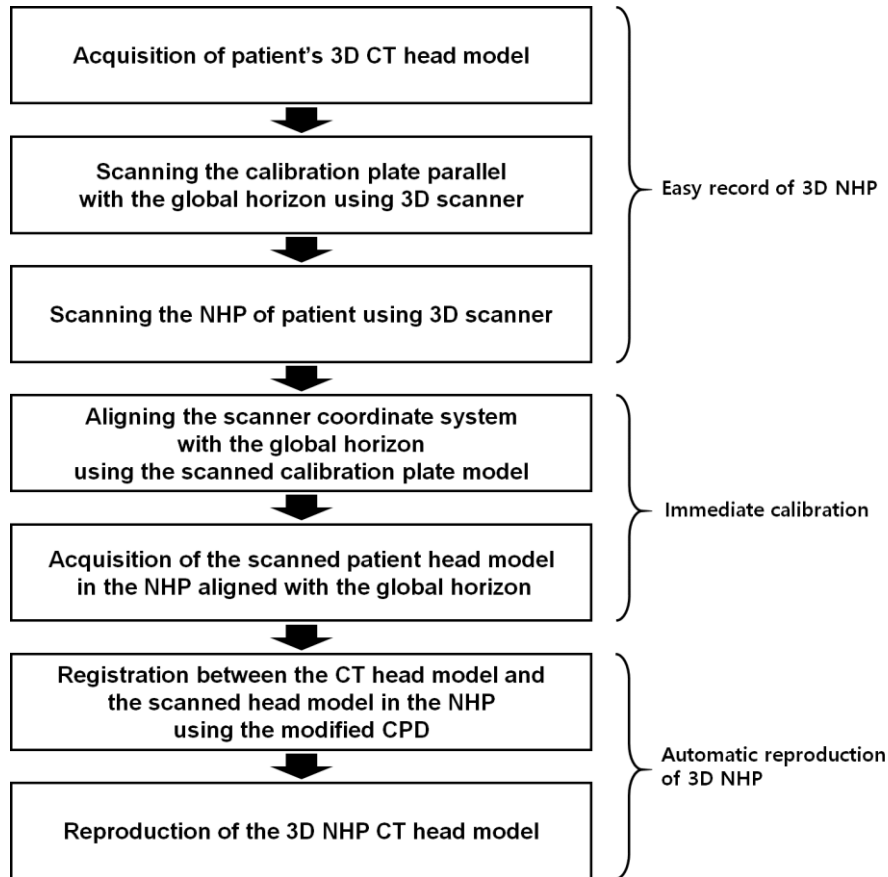 Acquisition of patient's 3D CT head model
Scanning the calibration plate parallel
with the global horizon using 3D scanner
Scanning the NHP of patient using 3D scanner
Easy record of 3D NHP
Aligning the scanner coordinate system
with the global horizon
using the scanned calibration plate model
Acquisition of the scanned patient head model
in the NHP aligned with the global horizon
Immediate calibration
Registration between the CT head model and
the scanned head model in the NHP
using the modified CPD
Reproduction of the 3D NHP CT head model
Automatic reproduction
of 3D NHP